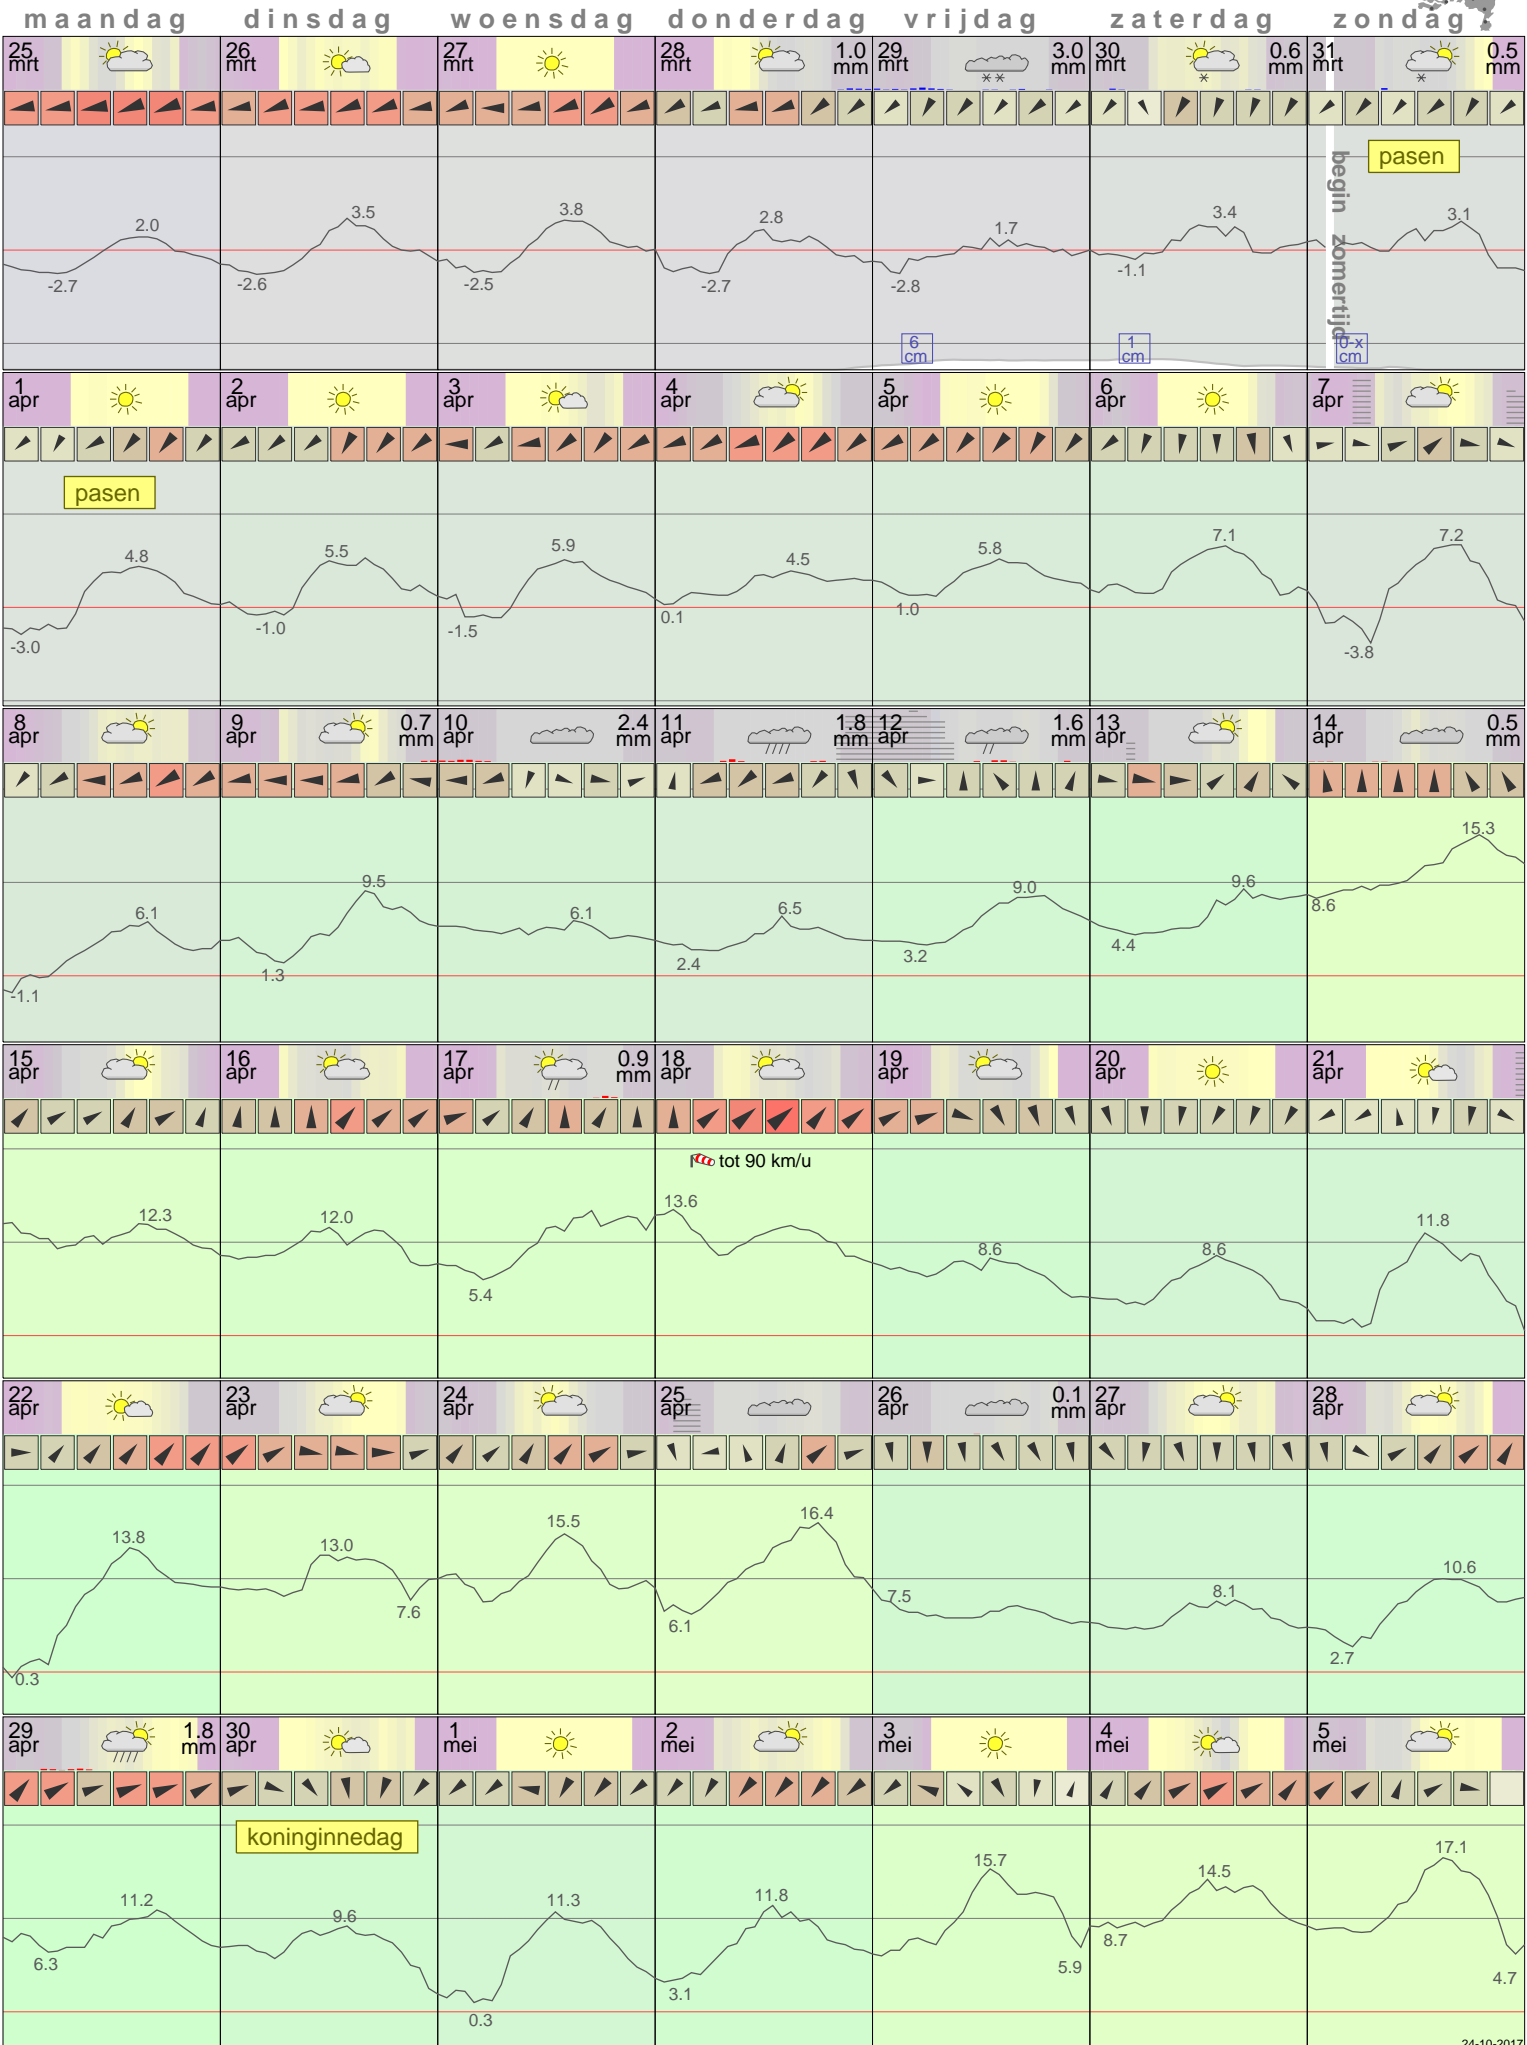 maandag dinsdag woensdag donderdag vrijdag zaterdag zondag
25 26 27 28 1.0 29 3.0 30 0.6 31 0.5
mrt mrt mrt mrt mm mrt mm mrt mm mrt mm
pasen
begin zomertijd
2.0 3.5 3.8 2.8 1.7 3.4 3.1
-2.7 -2.6 -2.5 -2.7 -2.8 -1.1
6 1 0-x
cm cm cm
1 2 3 4 5 6 7
apr apr apr apr apr apr apr
pasen
4.8 5.5 5.9 4.5 5.8 7.1 7.2
-3.0 -1.0 -1.5 0.1 1.0 -3.8
8 9 0.7 10 2.4 11 1.8 12 1.6 13 14 0.5
apr apr mm apr mm apr mm apr mm apr apr mm
6.1 9.5 6.1 6.5 9.0 9.6 15.3
-1.1 1.3 2.4 3.2 4.4 8.6
15 16 17 0.9 18 19 20 21
apr apr apr mm apr apr apr apr
tot 90 km/u
12.3 12.0 13.6 8.6 8.6 11.8
5.4
22 23 24 25 26 0.1 27 28
apr apr apr apr apr mm apr apr
13.8 13.0 15.5 16.4 7.5 8.1 10.6
0.3 7.6 6.1 2.7
29 1.8 30 1 2 3 4 5
apr mm apr mei mei mei mei mei
koninginnedag
11.2 9.6 11.3 11.8 15.7 14.5 17.1
6.3 0.3 3.1 5.9 8.7 4.7
24-10-2017